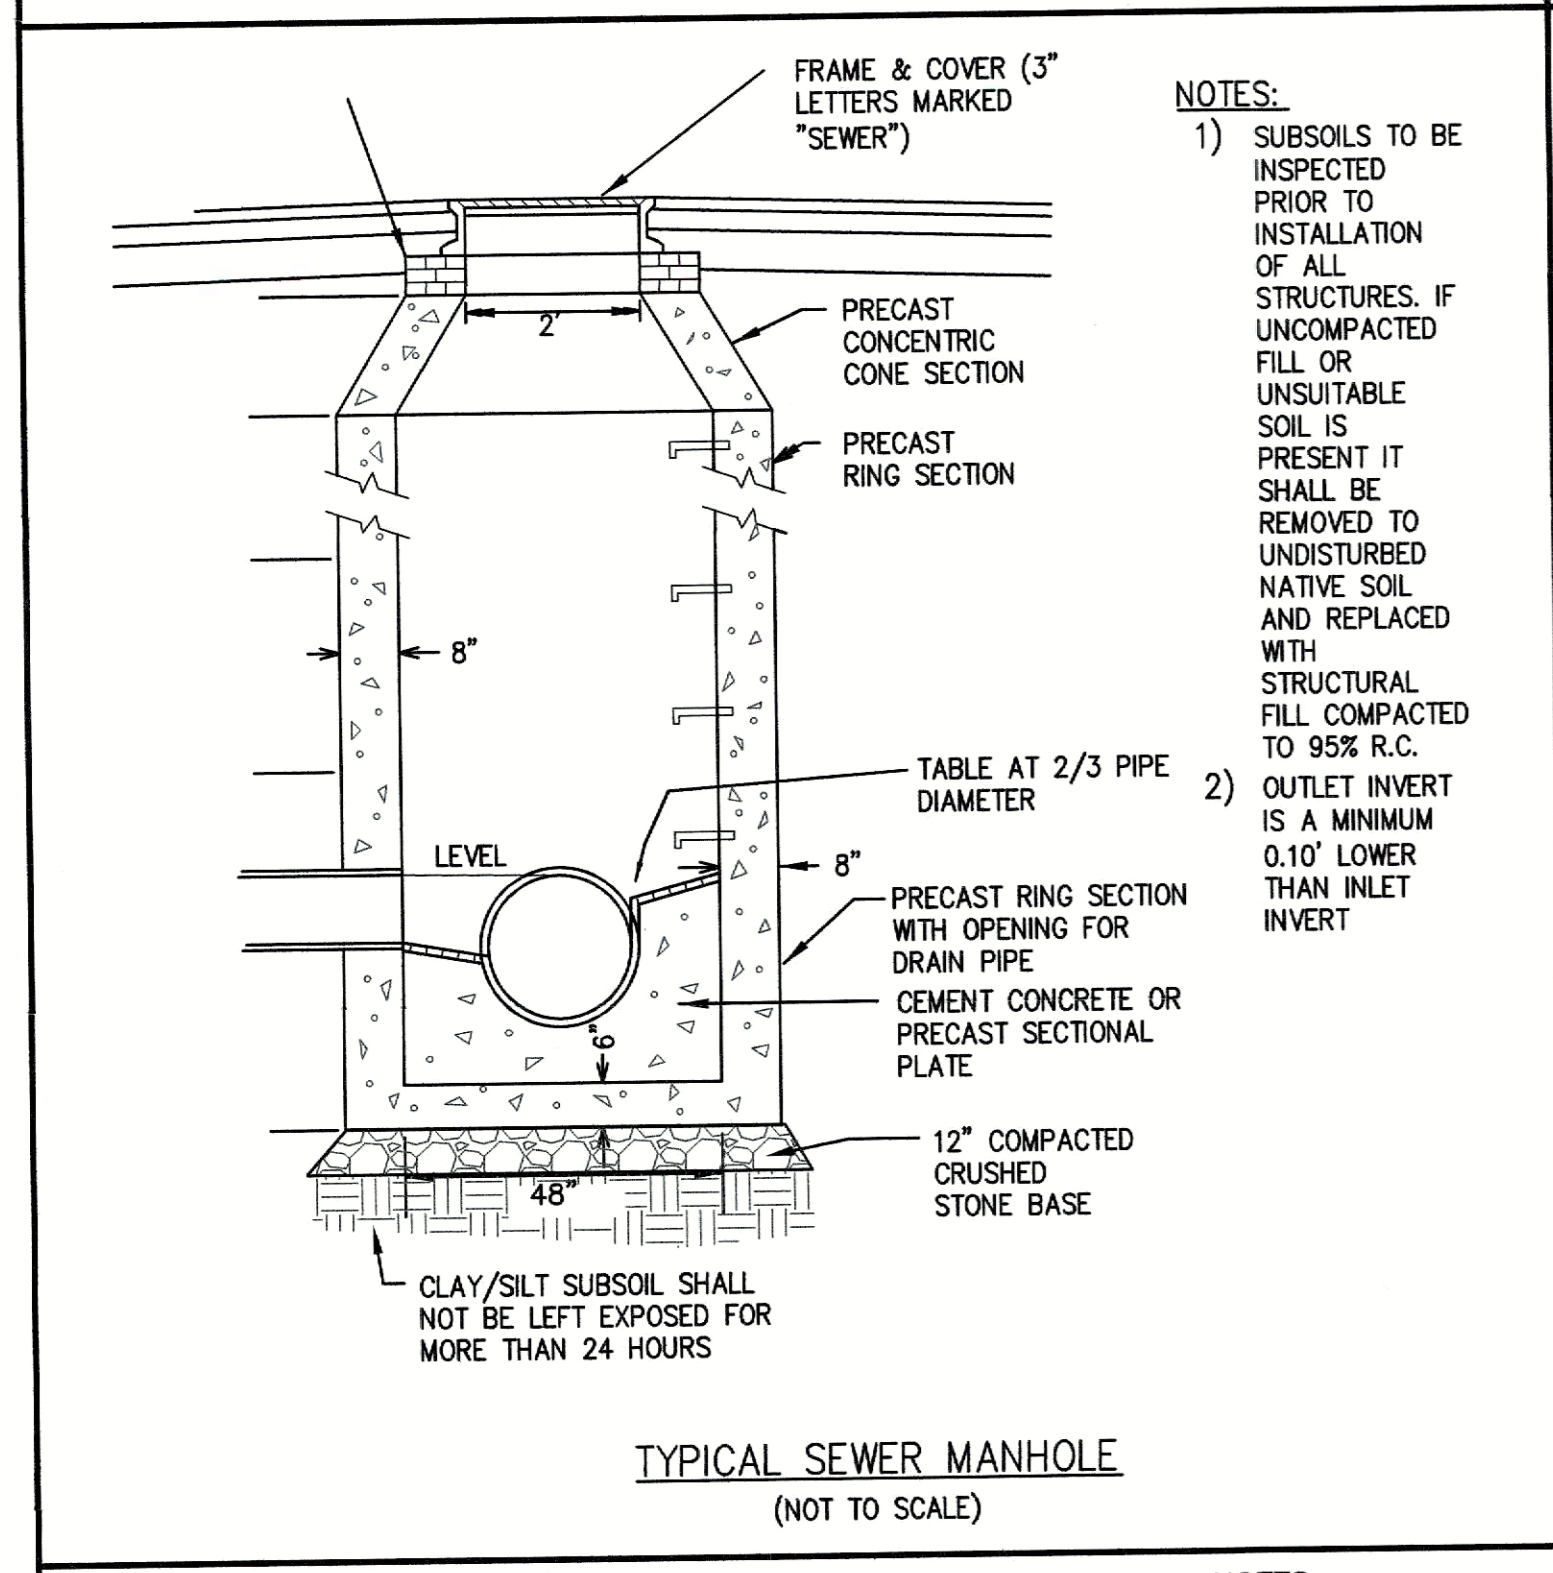 FRAME & COVER (3"
LETTERS MARKED
"SEWER")
2'
PRECAST
CONCENTRIC
CONE SECTION
PRECAST
RING SECTION
8"
TABLE AT 2/3 PIPE
DIAMETER
LEVEL
8"
PRECAST RING SECTION
WITH OPENING FOR
DRAIN PIPE
CEMENT CONCRETE OR
PRECAST SECTIONAL
PLATE
6"
12" COMPACTED
CRUSHED
STONE BASE
48"
CLAY/SILT SUBSOIL SHALL
NOT BE LEFT EXPOSED FOR
MORE THAN 24 HOURS
NOTES:
1) SUBSOILS TO BE
INSPECTED
PRIOR TO
INSTALLATION
OF ALL
STRUCTURES. IF
UNCOMPACTED
FILL OR
UNSUITABLE
SOIL IS
PRESENT IT
SHALL BE
REMOVED TO
UNDISTURBED
NATIVE SOIL
AND REPLACED
WITH
STRUCTURAL
FILL COMPACTED
TO 95% R.C.
2) OUTLET INVERT
IS A MINIMUM
0.10' LOWER
THAN INLET
INVERT
TYPICAL SEWER MANHOLE
(NOT TO SCALE)